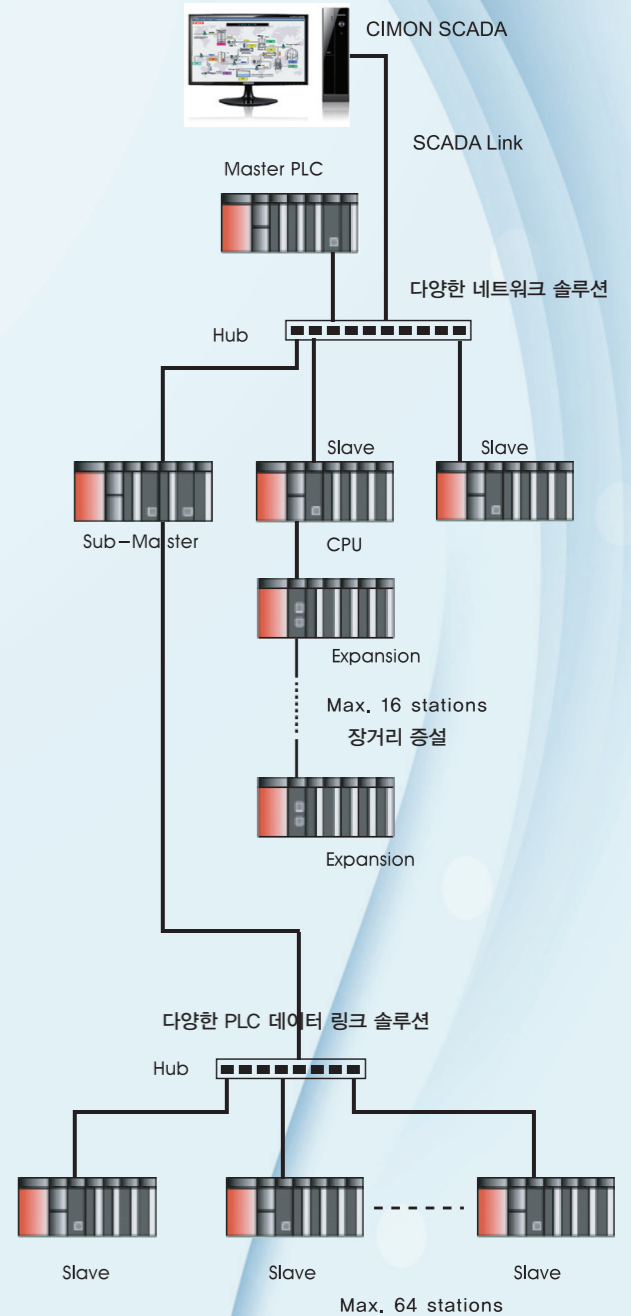 CIMON SCADA
SCADA Link
Master PLC
다양한 네트워크 솔루션
Hub
Slave
Slave
Sub-Master
CPU
Expansion
Max. 16 stations
장거리 증설
Expansion
다양한 PLC 데이터 링크 솔루션
Hub
Slave
Slave
Slave
Max. 64 stations